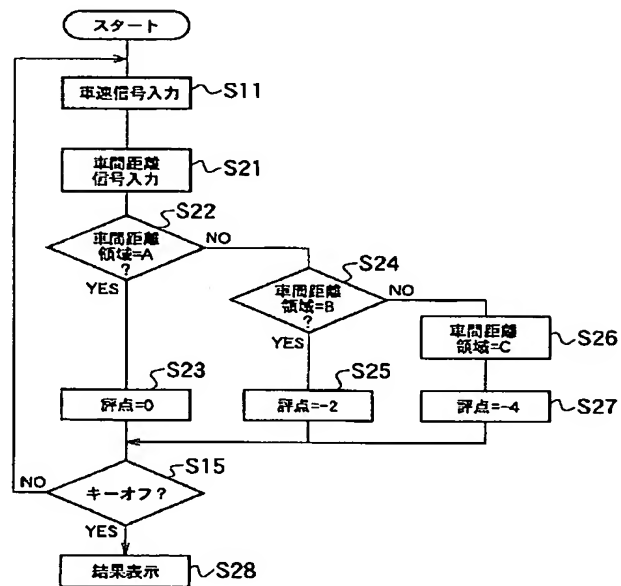 スタート
車速信号入力
S11
車間距離
信号入力
S21
S22
車間距離
領域=A
?
NO
YES
S24
車間距離
領域=B
?
NO
YES
車間距離
領域=C
S26
S23
評点=0
S25
評点=-2
評点=-4
S27
S15
キーオフ?
NO
YES
結果表示
S28